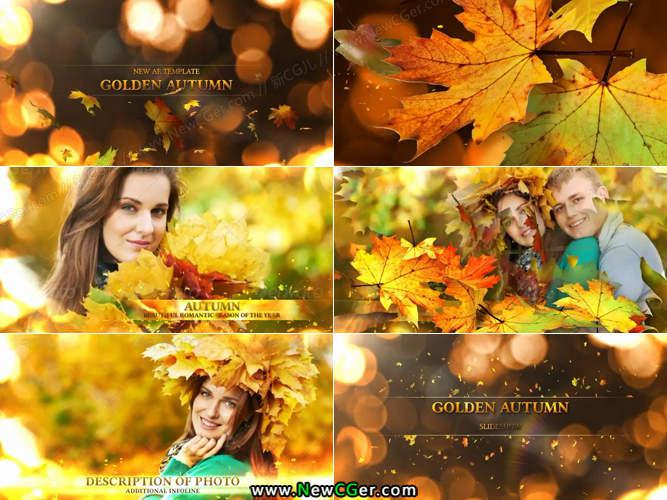 NEW AE TEMPLATE
GOLDEN AUTUMN
AUTUMN
BEAUTIFUL ROMANTIC SEASON OF THE YEAR
DESCRIPTION OF PHOTO
ADDITIONAL INFOLINE
GOLDEN AUTUMN
SLIDESHOW
www.NewCGer.com